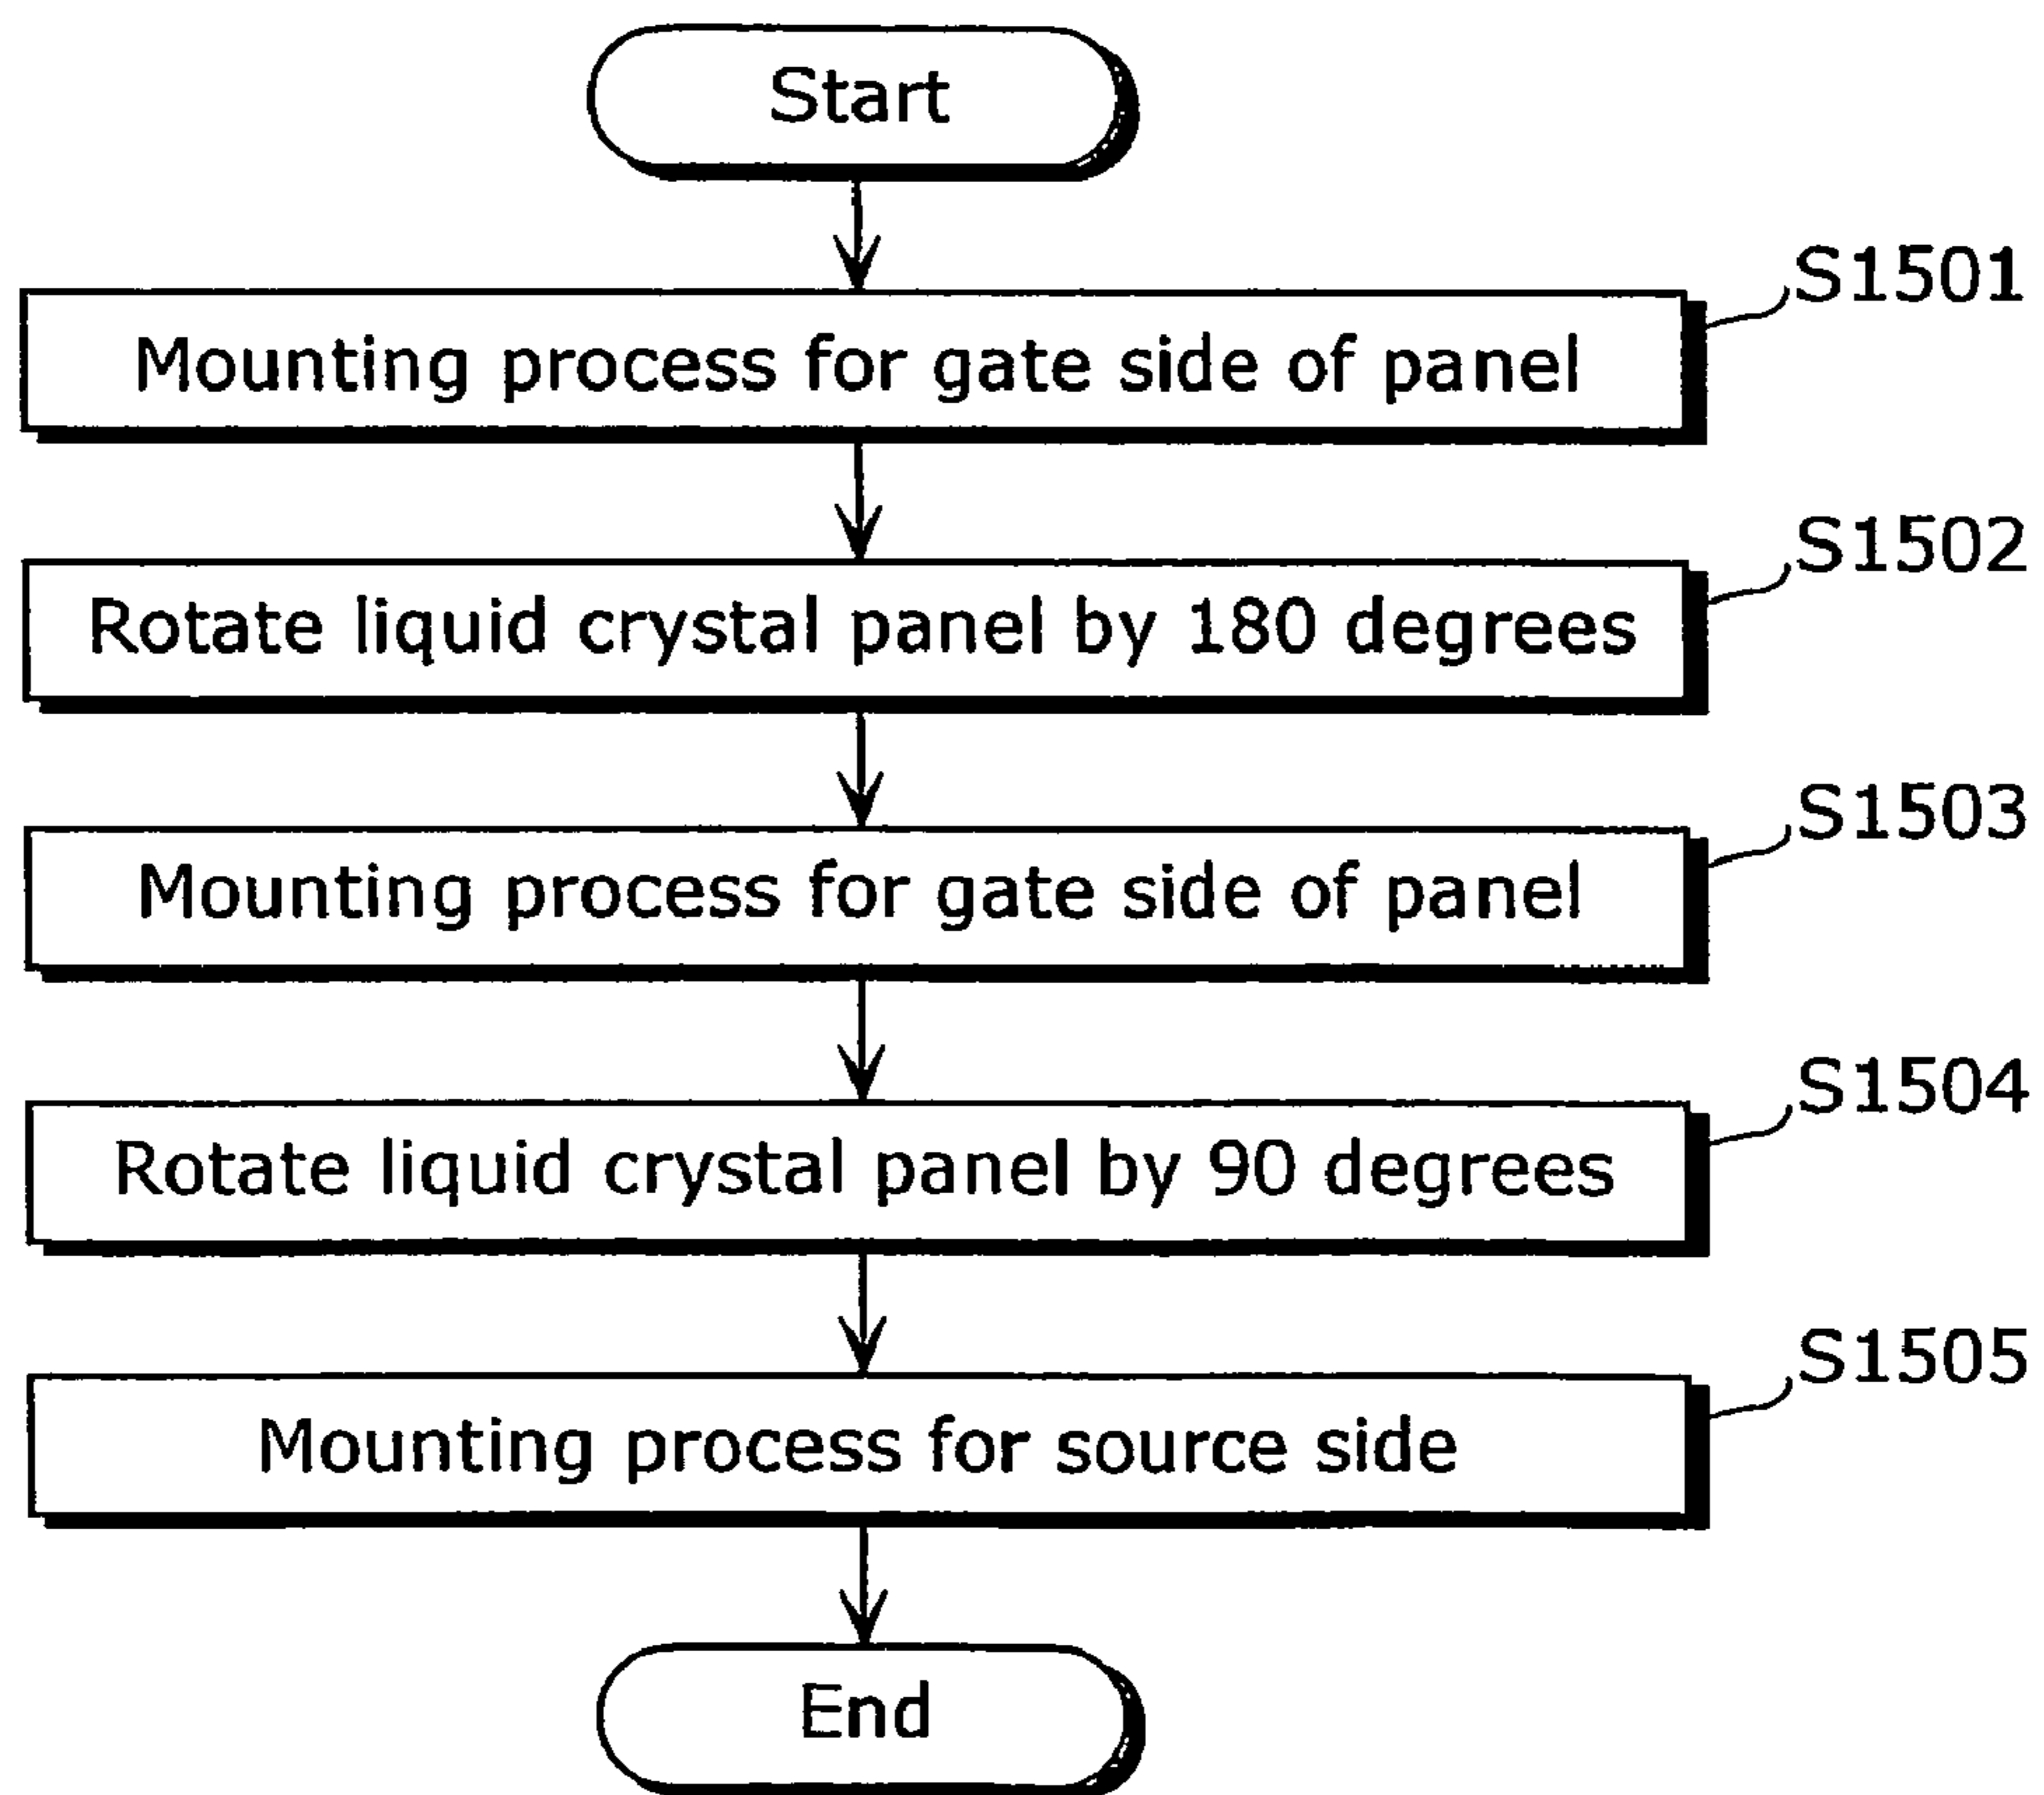 Start
S1501
Mounting process for gate side of panel
S1502
Rotate liquid crystal panel by 180 degrees
S1503
Mounting process for gate side of panel
S1504
Rotate liquid crystal panel by 90 degrees
S1505
Mounting process for source side
End